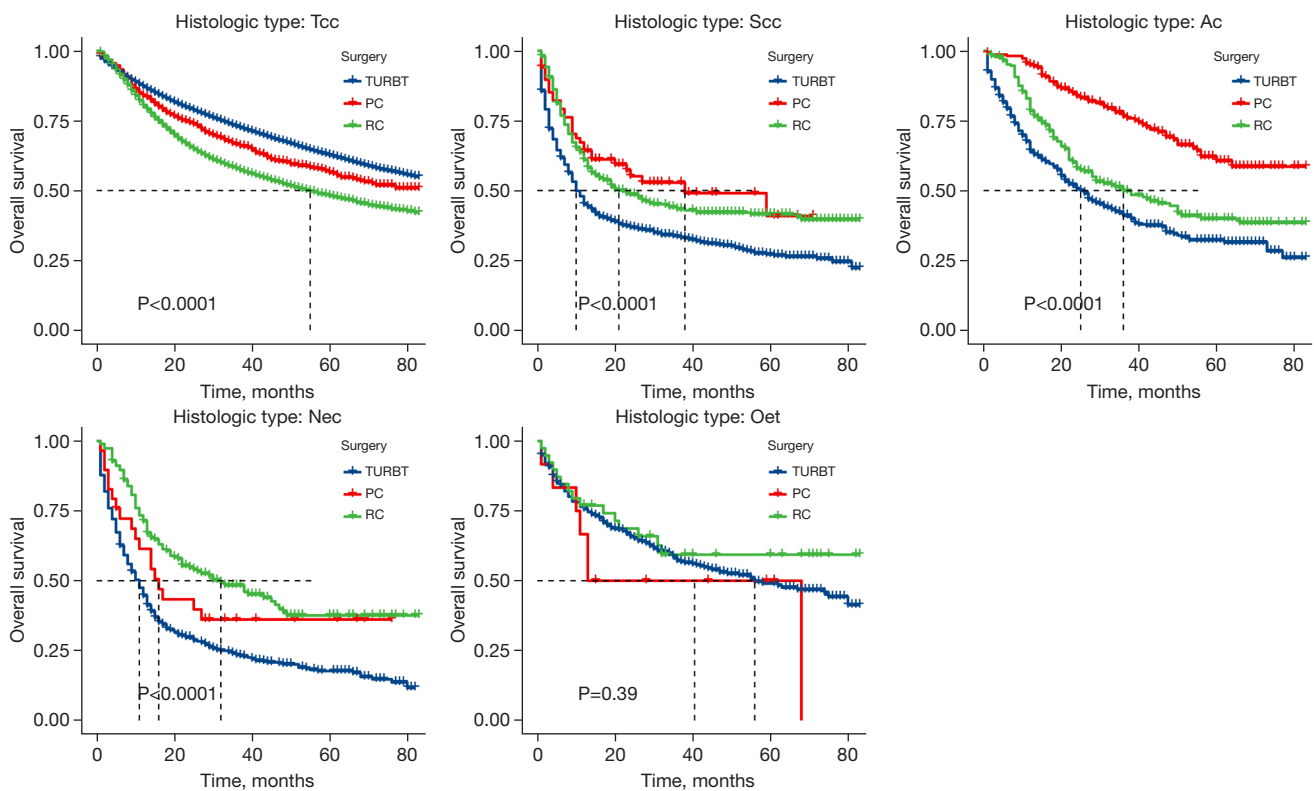 Histologic type: Tcc
Overall survival
1.00
0.75
0.50
0.25
0.00
Surgery
TURBT
PC
RC
P<0.0001
0 20 40 60 80
Time, months
Histologic type: Scc
Overall survival
1.00
0.75
0.50
0.25
0.00
Surgery
TURBT
PC
RC
P<0.0001
0 20 40 60 80
Time, months
Histologic type: Ac
Overall survival
1.00
0.75
0.50
0.25
0.00
Surgery
TURBT
PC
RC
P<0.0001
0 20 40 60 80
Time, months
Histologic type: Nec
Overall survival
1.00
0.75
0.50
0.25
0.00
Surgery
TURBT
PC
RC
P<0.0001
0 20 40 60 80
Time, months
Histologic type: Oet
Overall survival
1.00
0.75
0.50
0.25
0.00
Surgery
TURBT
PC
RC
P=0.39
0 20 40 60 80
Time, months